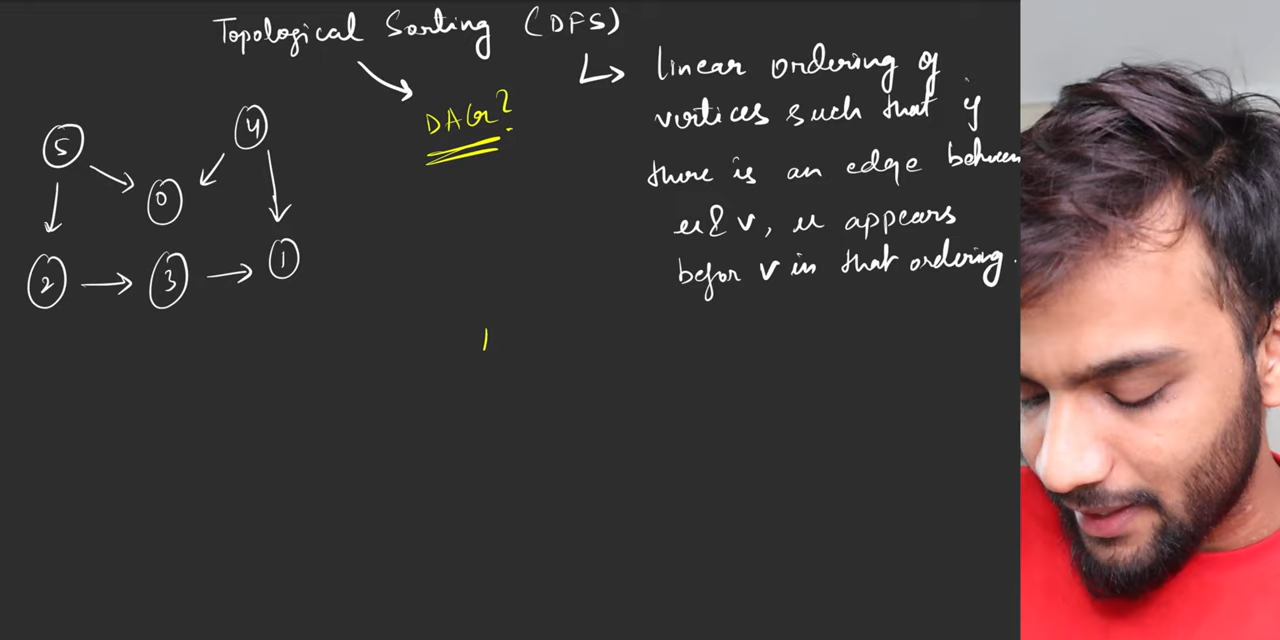 Topological Sorting (DFS)
DAG?
linear ordering of
vertices such that if
there is an edge between
u & v, u appears
befor v in that ordering.
5
4
0
2
3
1